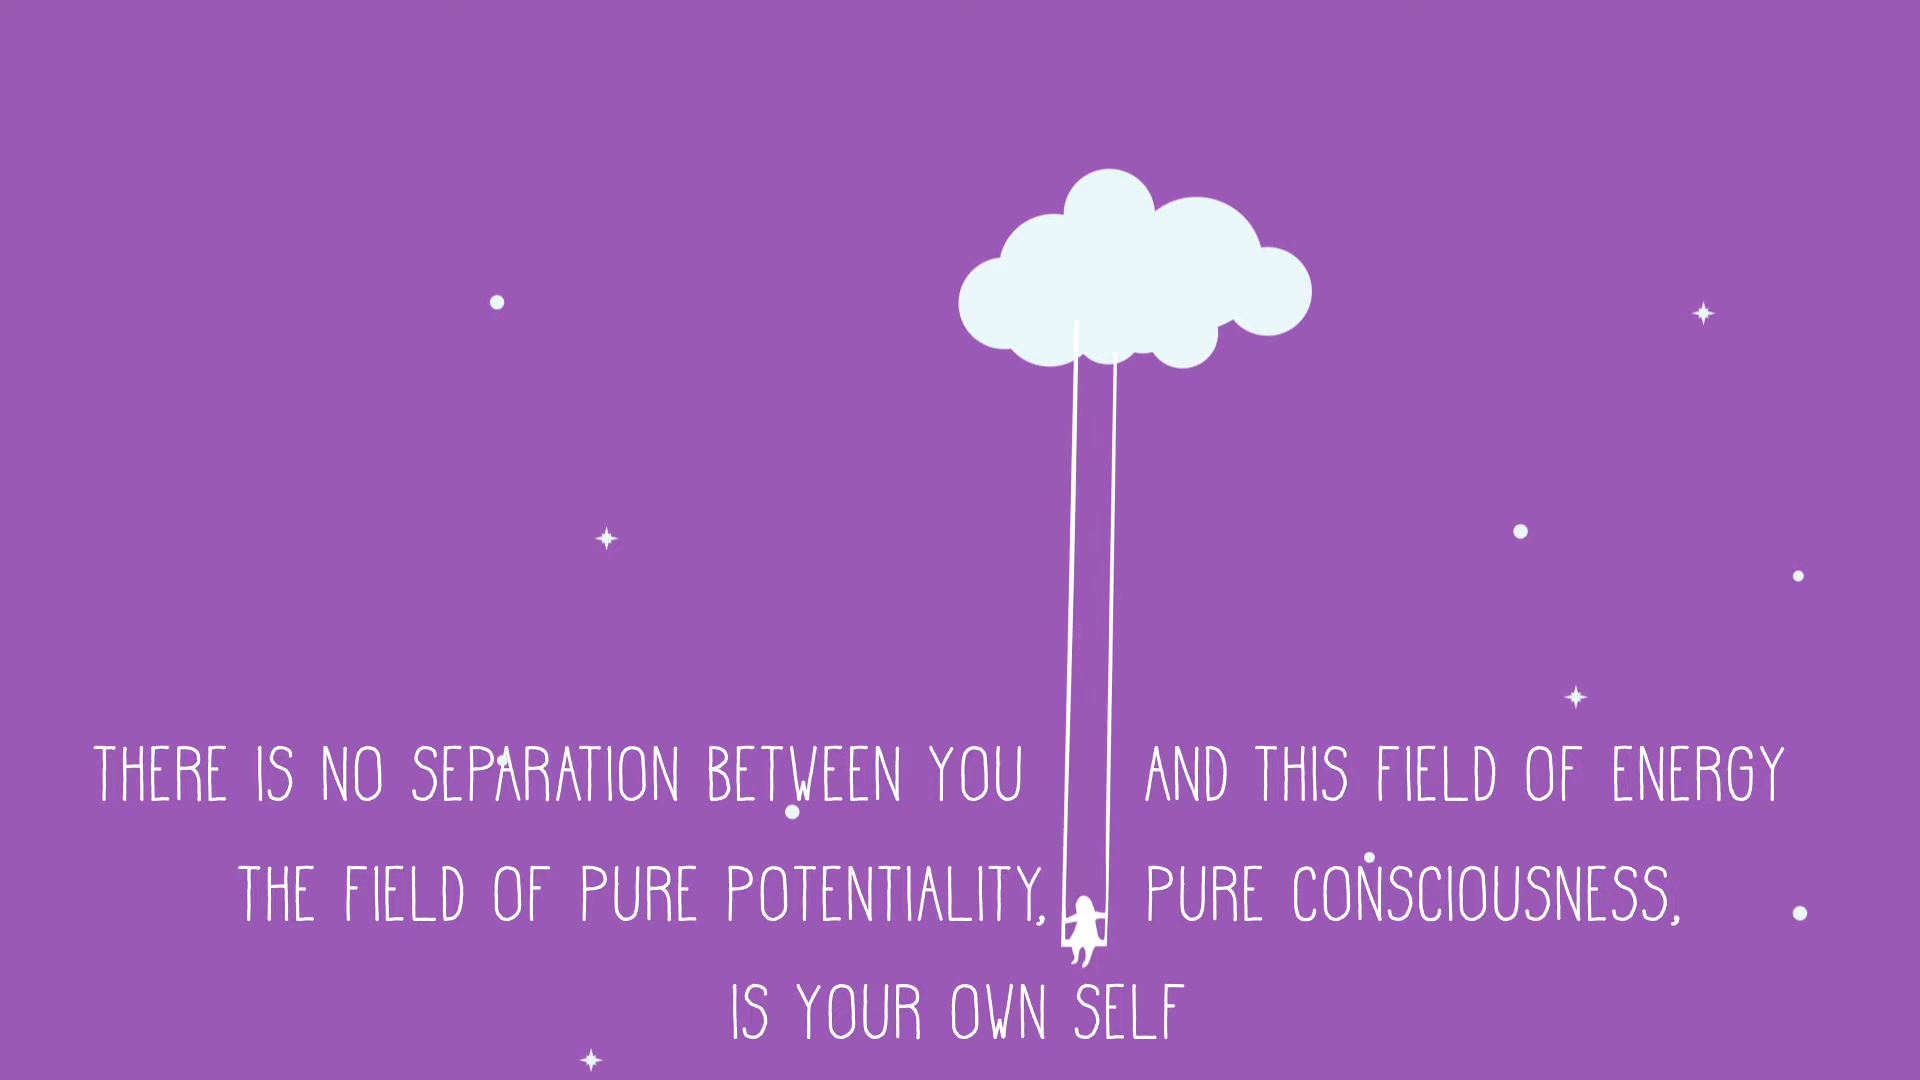 THERE IS NO SEPARATION BETWEEN YOU AND THIS FIELD OF ENERGY
THE FIELD OF PURE POTENTIALITY, PURE CONSCIOUSNESS,
IS YOUR OWN SELF